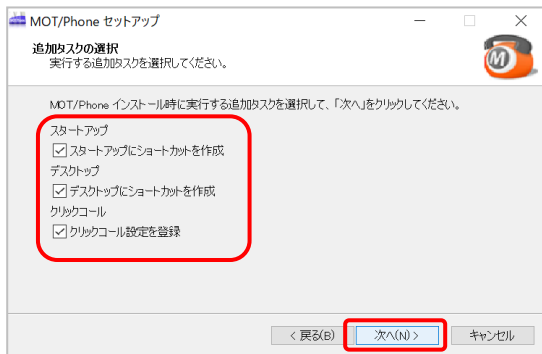 MOT/Phone セットアップ
追加タスクの選択
実行する追加タスクを選択してください。
M
MOT/Phone インストール時に実行する追加タスクを選択して、「次へ」をクリックしてください。
スタートアップ
スタートアップにショートカットを作成
デスクトップ
デスクトップにショートカットを作成
クリックコール
クリックコール設定を登録
< 戻る(B)
次へ(N) >
キャンセル